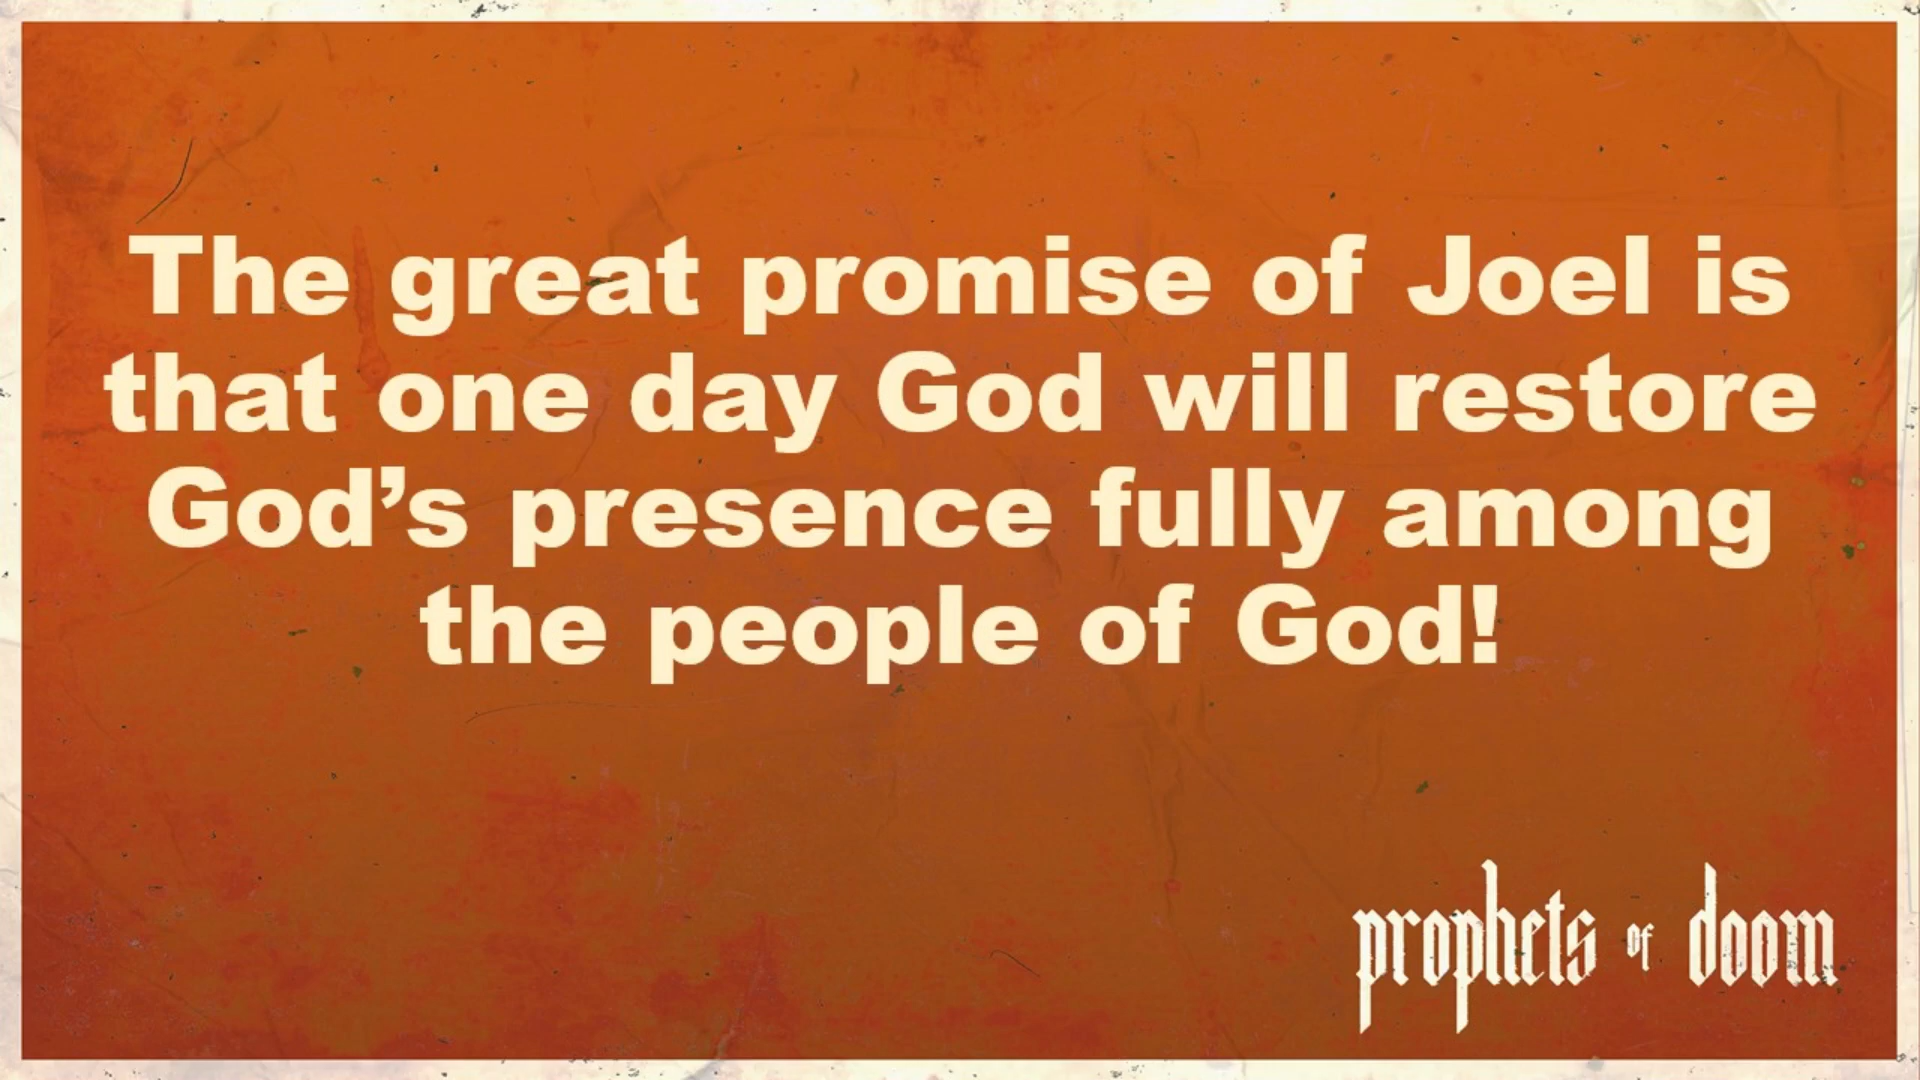 The great promise of Joel is
that one day God will restore
God’s presence fully among
the people of God!
prophets of doom